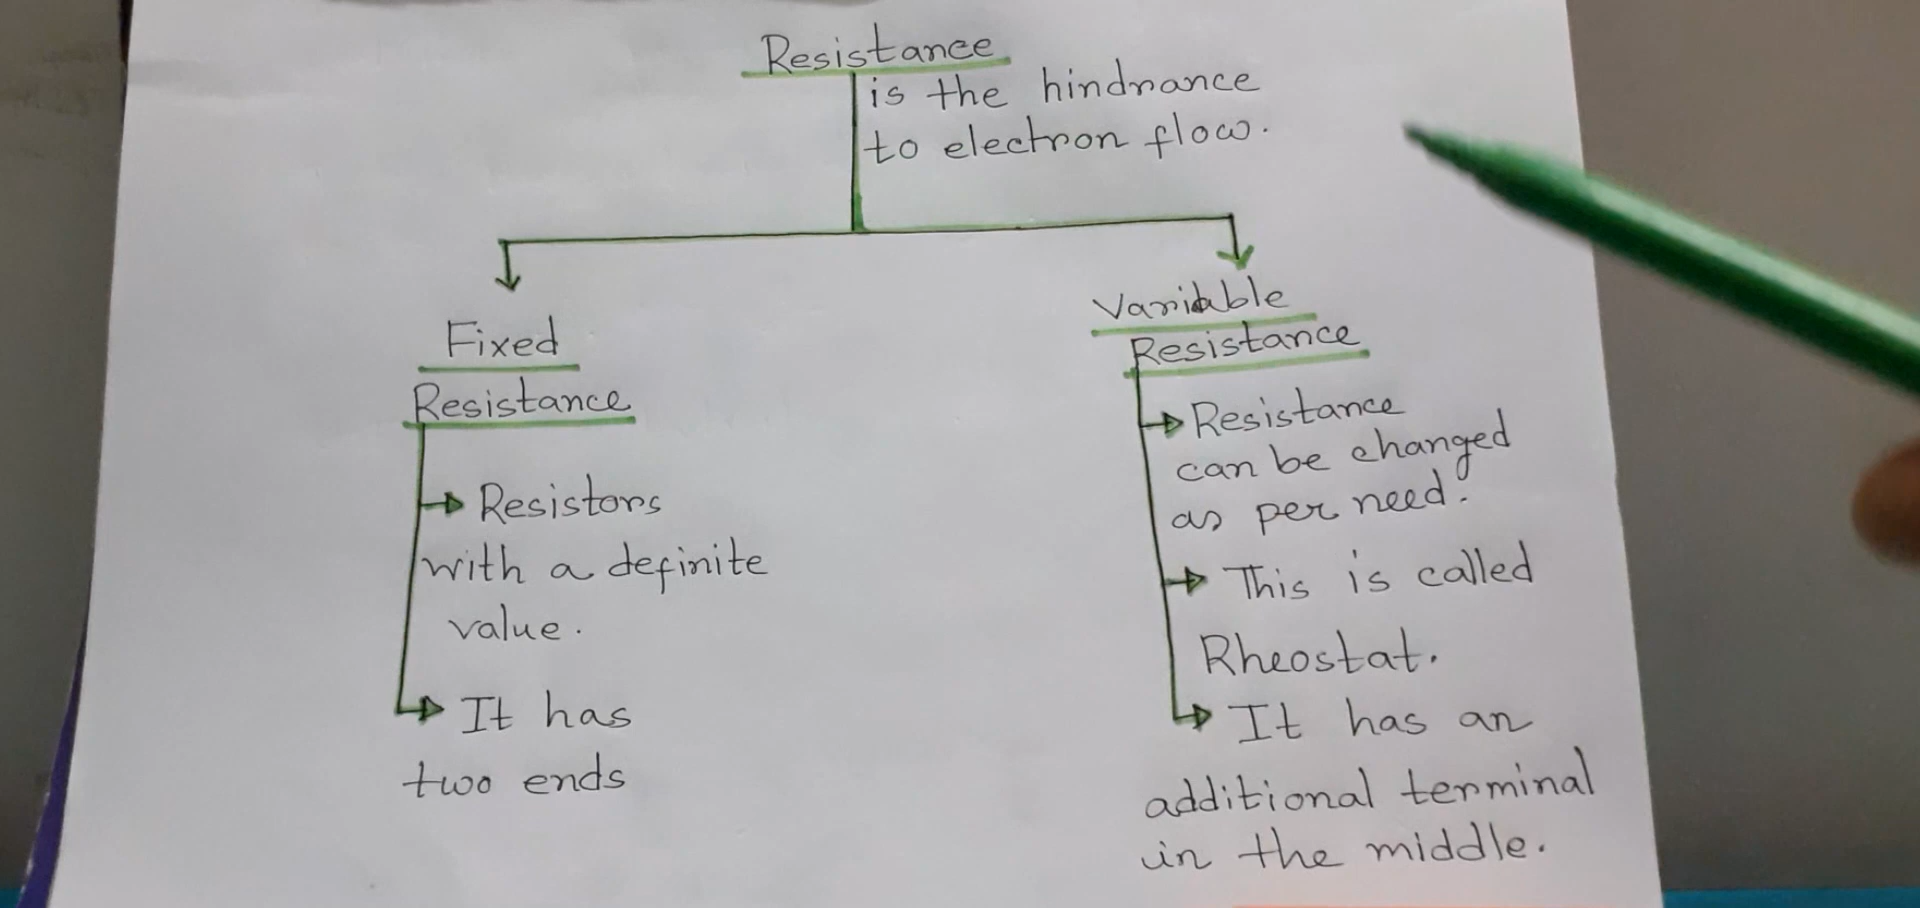 Resistance
is the hindrance
to electron flow.
Fixed
Resistance
Resistors
with a definite
value.
It has
two ends
Variable
Resistance
Resistance
can be changed
as per need.
This is called
Rheostat.
It has an
additional terminal
in the middle.